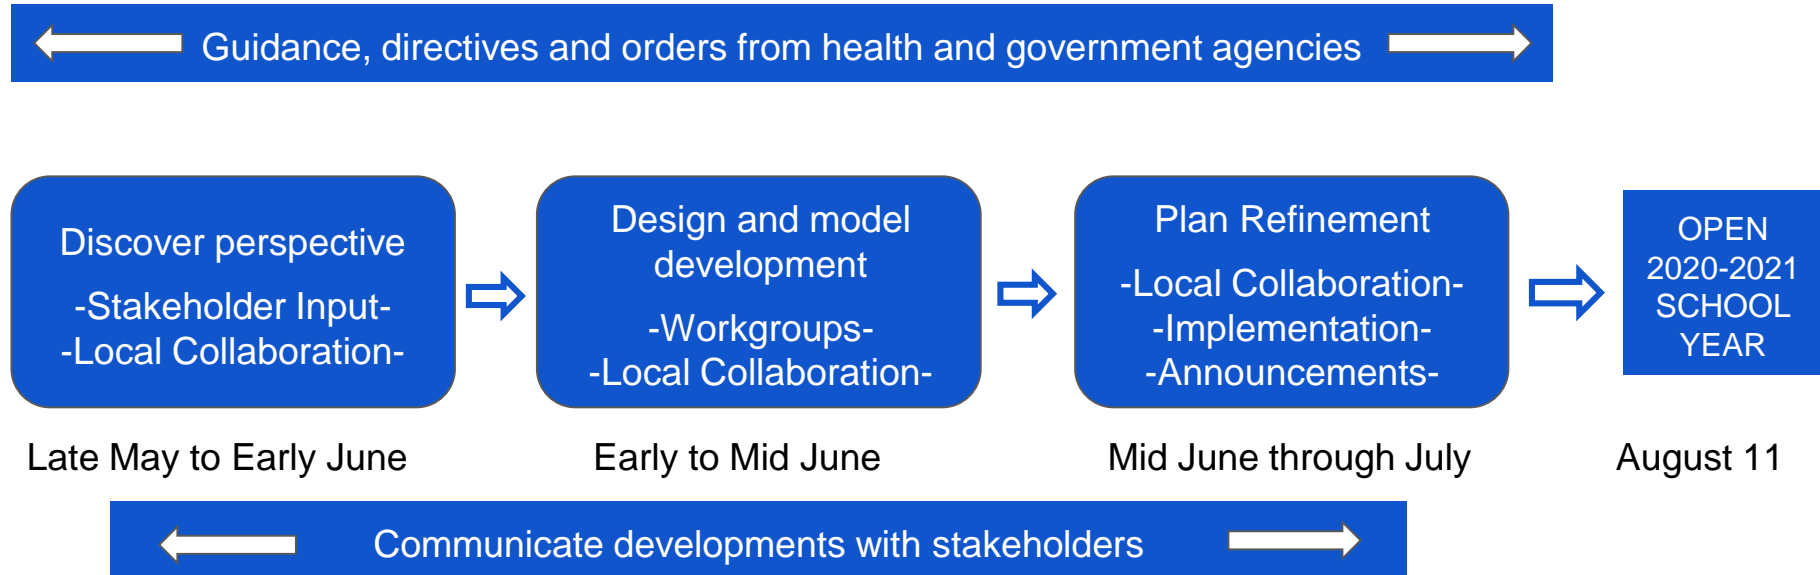 Guidance, directives and orders from health and government agencies
Discover perspective
-Stakeholder Input-
-Local Collaboration-
Design and model
development
-Workgroups-
-Local Collaboration-
Plan Refinement
-Local Collaboration-
-Implementation-
-Announcements-
OPEN
2020-2021
SCHOOL
YEAR
Late May to Early June
Early to Mid June
Mid June through July
August 11
Communicate developments with stakeholders